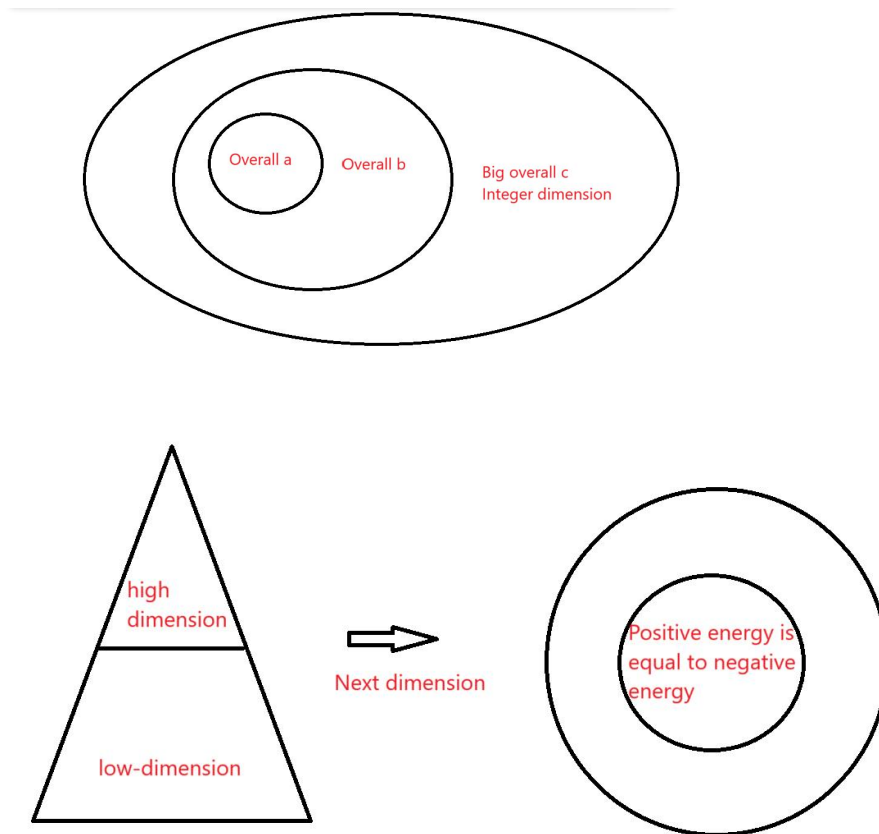 Overall a
Overall b
Big overall c
Integer dimension
high
dimension
low-dimension
Next dimension
Positive energy is
equal to negative
energy